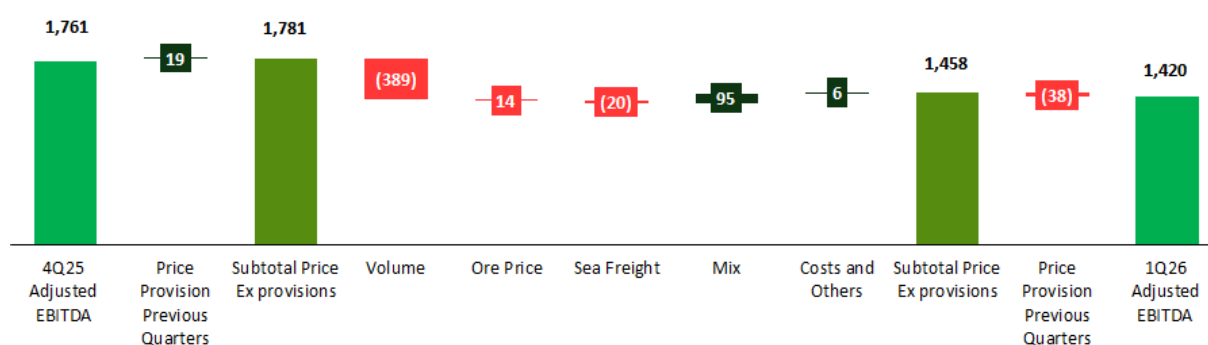 1,761
19
1,781
(389)
14
(20)
95
6
1,458
(38)
1,420
4Q25
Adjusted
EBITDA
Price
Provision
Previous
Quarters
Subtotal Price
Ex provisions
Volume
Ore Price
Sea Freight
Mix
Costs and
Others
Subtotal Price
Ex provisions
Price
Provision
Previous
Quarters
1Q26
Adjusted
EBITDA